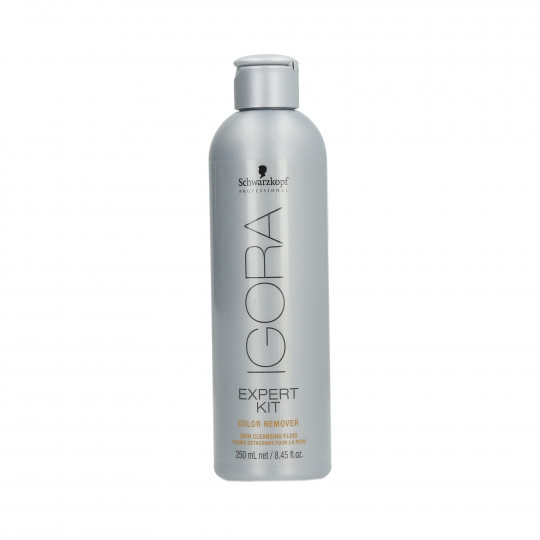 Schwarzkopf
PROFESSIONAL
IGORA
EXPERT
KIT
COLOR REMOVER
SKIN CLEANSING FLUID
FLUIDE DÉTACHANT POUR LA PEAU
250 mL net / 8.45 fl.oz.